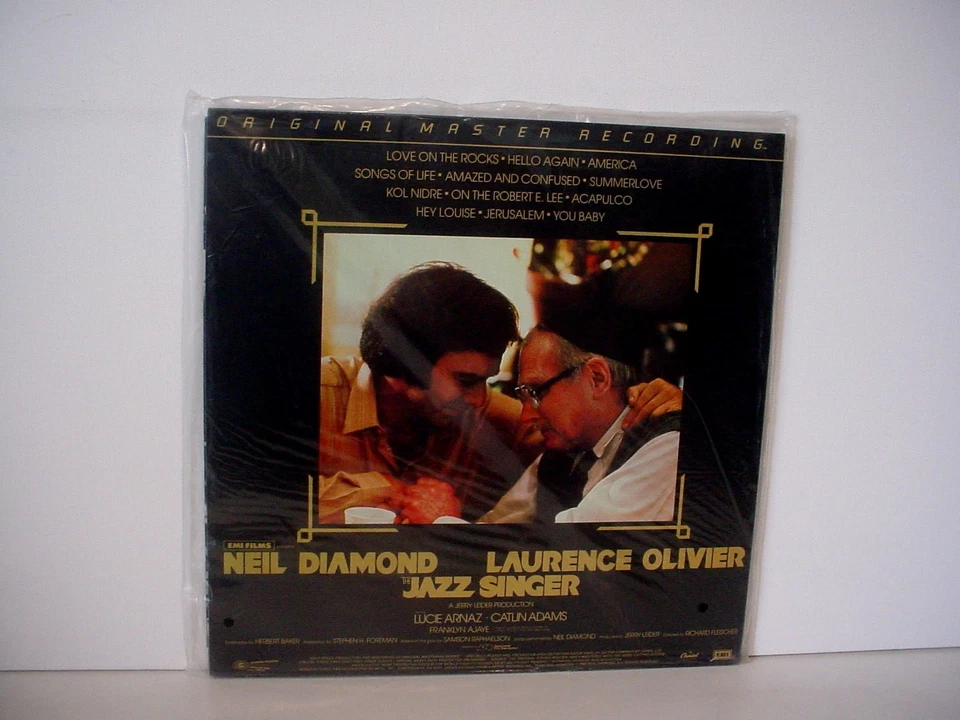 ORIGINAL MASTER RECORDING
LOVE ON THE ROCKS • HELLO AGAIN • AMERICA
SONGS OF LIFE • AMAZED AND CONFUSED • SUMMERLOVE
KOL NIDRE • ON THE ROBERT E. LEE • ACAPULCO
HEY LOUISE • JERUSALEM • YOU BABY
EMI FILMS
NEIL DIAMOND LAURENCE OLIVIER
THE JAZZ SINGER
A JERRY LEIDER PRODUCTION
LUCIE ARNAZ • CATLIN ADAMS
FRANKLYN AJAYE
HERBERT BAKER STEPHEN H. FOREMAN SAMSON RAPHAELSON NEIL DIAMOND JERRY LEIDER RICHARD FLEISCHER
Capitol EMI